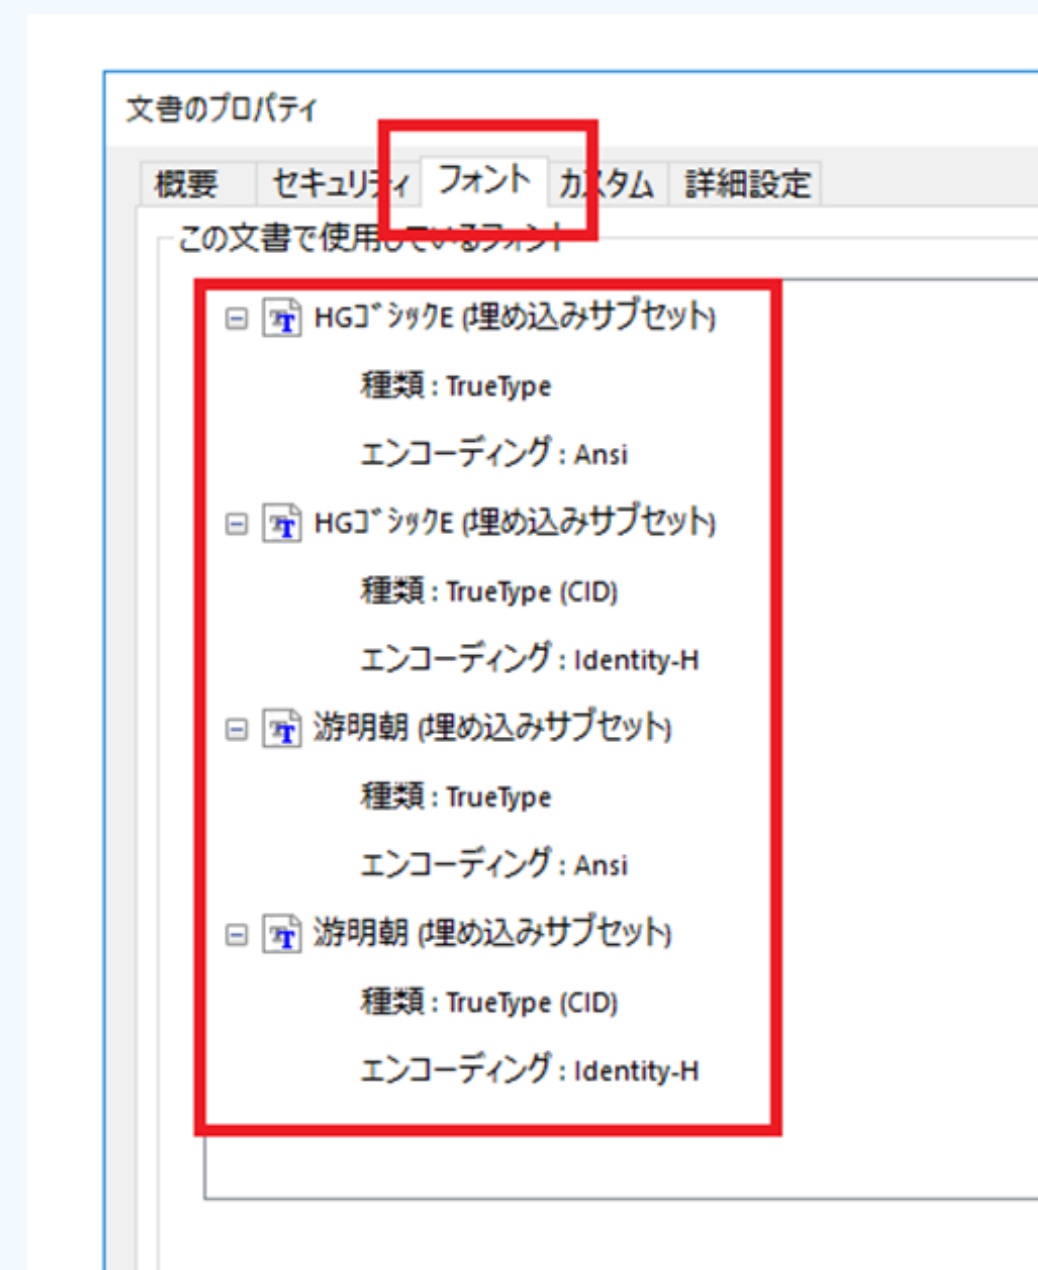 文書のプロパティ
概要 セキュリティ フォント カスタム 詳細設定
この文書で使用しているフォント
HGｺﾞｼｯｸE (埋め込みサブセット)
種類 : TrueType
エンコーディング : Ansi
HGｺﾞｼｯｸE (埋め込みサブセット)
種類 : TrueType (CID)
エンコーディング : Identity-H
游明朝 (埋め込みサブセット)
種類 : TrueType
エンコーディング : Ansi
游明朝 (埋め込みサブセット)
種類 : TrueType (CID)
エンコーディング : Identity-H